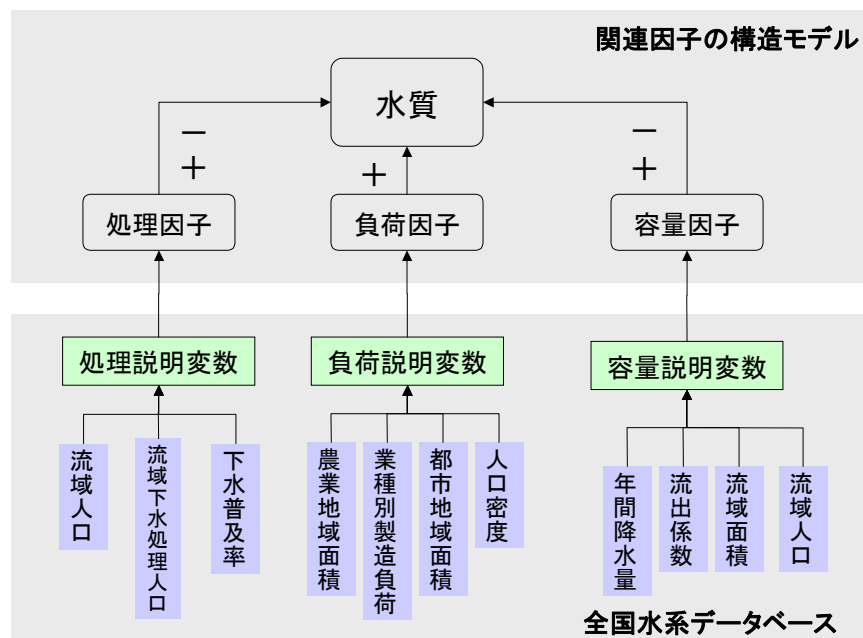 関連因子の構造モデル
水質
－
＋
＋
－
＋
処理因子
負荷因子
容量因子
処理説明変数
負荷説明変数
容量説明変数
流域人口
流域下水処理人口
下水普及率
農業地域面積
業種別製造負荷
都市地域面積
人口密度
年間降水量
流出係数
流域面積
流域人口
全国水系データベース